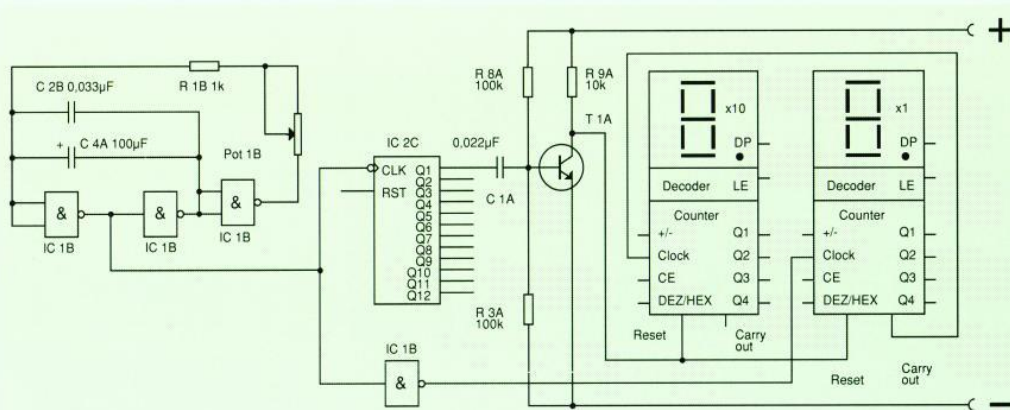 +
R 1B 1k
C 2B 0,033µF
+ C 4A 100µF
Pot 1B
&
IC 1B
&
IC 1B
&
IC 1B
IC 2C
CLK
RST
Q1
Q2
Q3
Q4
Q5
Q6
Q7
Q8
Q9
Q10
Q11
Q12
0,022µF
C 1A
R 8A
100k
R 9A
10k
T 1A
R 3A
100k
IC 1B
&
x10
DP
Decoder LE
Counter
+/- Q1
Clock Q2
CE Q3
DEZ/HEX Q4
Reset
Carry
out
x1
DP
Decoder LE
Counter
+/- Q1
Clock Q2
CE Q3
DEZ/HEX Q4
Reset
Carry
out
−